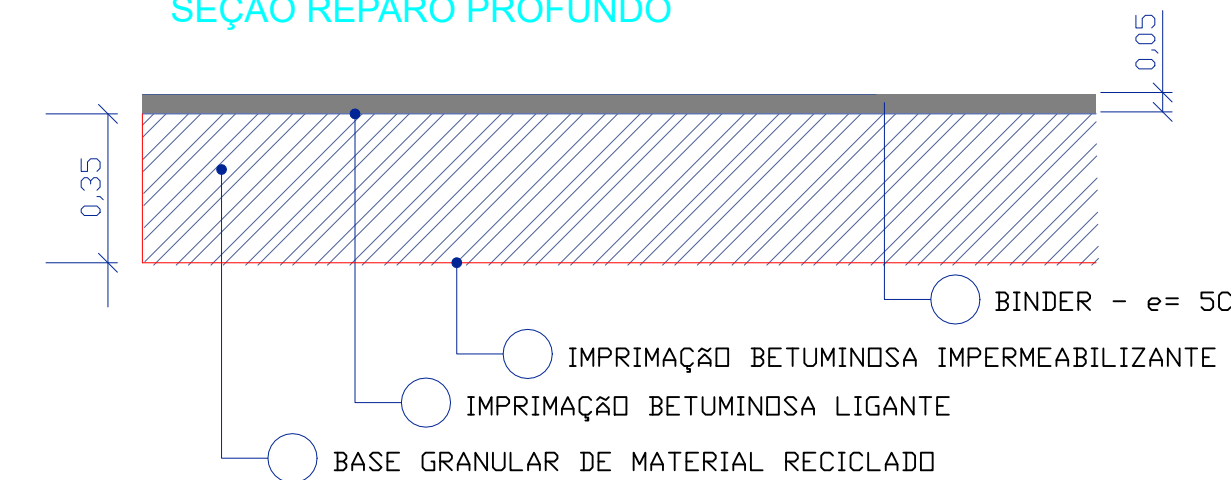 SEÇÃO REPARO PROFUNDO
0,05
0,35
BINDER - e= 5C
IMPRIMAÇÃO BETUMINOSA IMPERMEABILIZANTE
IMPRIMAÇÃO BETUMINOSA LIGANTE
BASE GRANULAR DE MATERIAL RECICLADO